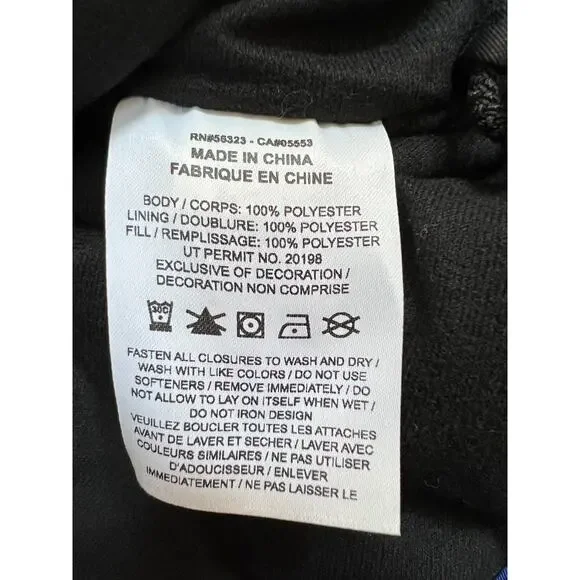 RN#56323 - CA#05553
MADE IN CHINA
FABRIQUE EN CHINE
BODY / CORPS: 100% POLYESTER
LINING / DOUBLURE: 100% POLYESTER
FILL / REMPLISSAGE: 100% POLYESTER
UT PERMIT NO. 20198
EXCLUSIVE OF DECORATION /
DECORATION NON COMPRISE
30C
FASTEN ALL CLOSURES TO WASH AND DRY /
WASH WITH LIKE COLORS / DO NOT USE
SOFTENERS / REMOVE IMMEDIATELY / DO
NOT ALLOW TO LAY ON ITSELF WHEN WET /
DO NOT IRON DESIGN
VEUILLEZ BOUCLER TOUTES LES ATTACHES
AVANT DE LAVER ET SECHER / LAVER AVEC
COULEURS SIMILAIRES / NE PAS UTILISER
D'ADOUCISSEUR / ENLEVER
IMMEDIATEMENT / NE PAS LAISSER LE